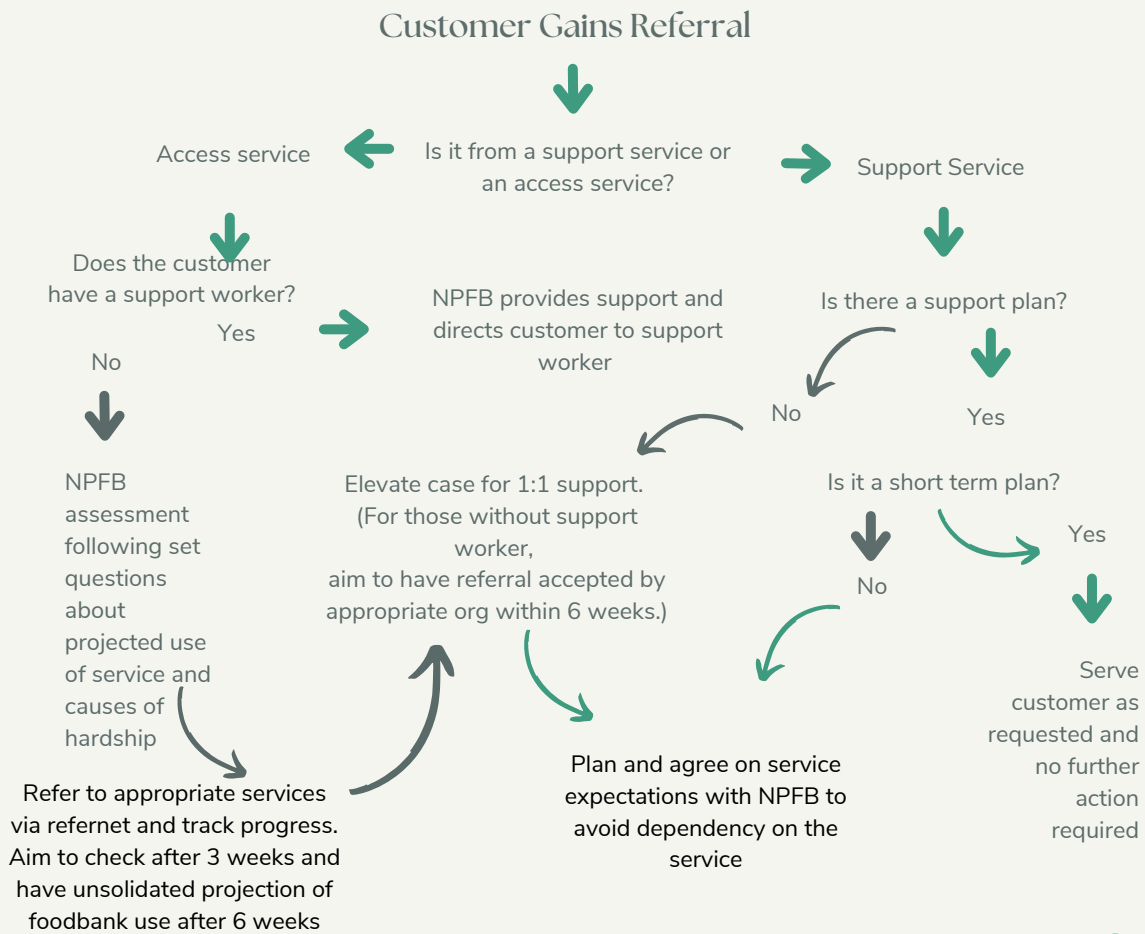 Customer Gains Referral
Is it from a support service or
an access service?
Access service
Support Service
Does the customer
have a support worker?
Yes
No
NPFB provides support and
directs customer to support
worker
Is there a support plan?
No
Yes
NPFB
assessment
following set
questions
about
projected use
of service and
causes of
hardship
Elevate case for 1:1 support.
(For those without support
worker,
aim to have referral accepted by
appropriate org within 6 weeks.)
Is it a short term plan?
Yes
No
Serve
customer as
requested and
no further
action
required
Refer to appropriate services
via refernet and track progress.
Aim to check after 3 weeks and
have unsolidated projection of
foodbank use after 6 weeks
Plan and agree on service
expectations with NPFB to
avoid dependency on the
service